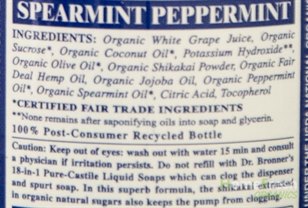 SPEARMINT PEPPERMINT
INGREDIENTS: Organic White Grape Juice, Organic
Sucrose*, Organic Coconut Oil*, Potassium Hydroxide**,
Organic Olive Oil*, Organic Shikakai Powder, Organic Fair
Deal Hemp Oil, Organic Jojoba Oil, Organic Peppermint
Oil*, Organic Spearmint Oil*, Citric Acid, Tocopherol
*CERTIFIED FAIR TRADE INGREDIENTS
**None remains after saponifying oils into soap and glycerin.
100% Post-Consumer Recycled Bottle
Caution: Keep out of eyes: wash out with water 15 min and consult
a physician if irritation persists. Do not refill with Dr. Bronner's
18-in-1 Pure-Castile Liquid Soaps which can clog the dispenser
and spurt soap. In this superb formula, the shikakai extracted
in organic sugars also keeps the pump from clogging.